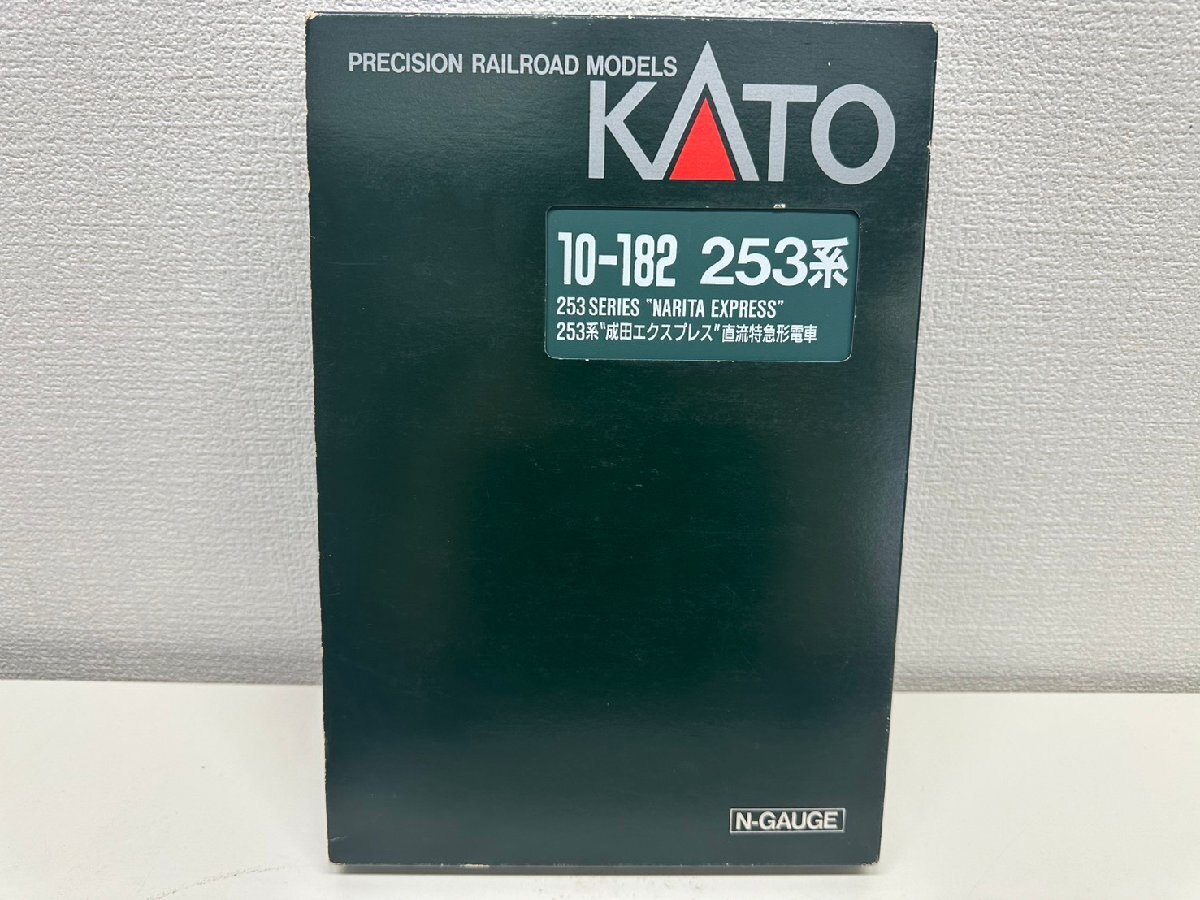 PRECISION RAILROAD MODELS
KATO
10-182 253系
253 SERIES "NARITA EXPRESS"
253系"成田エクスプレス"直流特急形電車
N-GAUGE